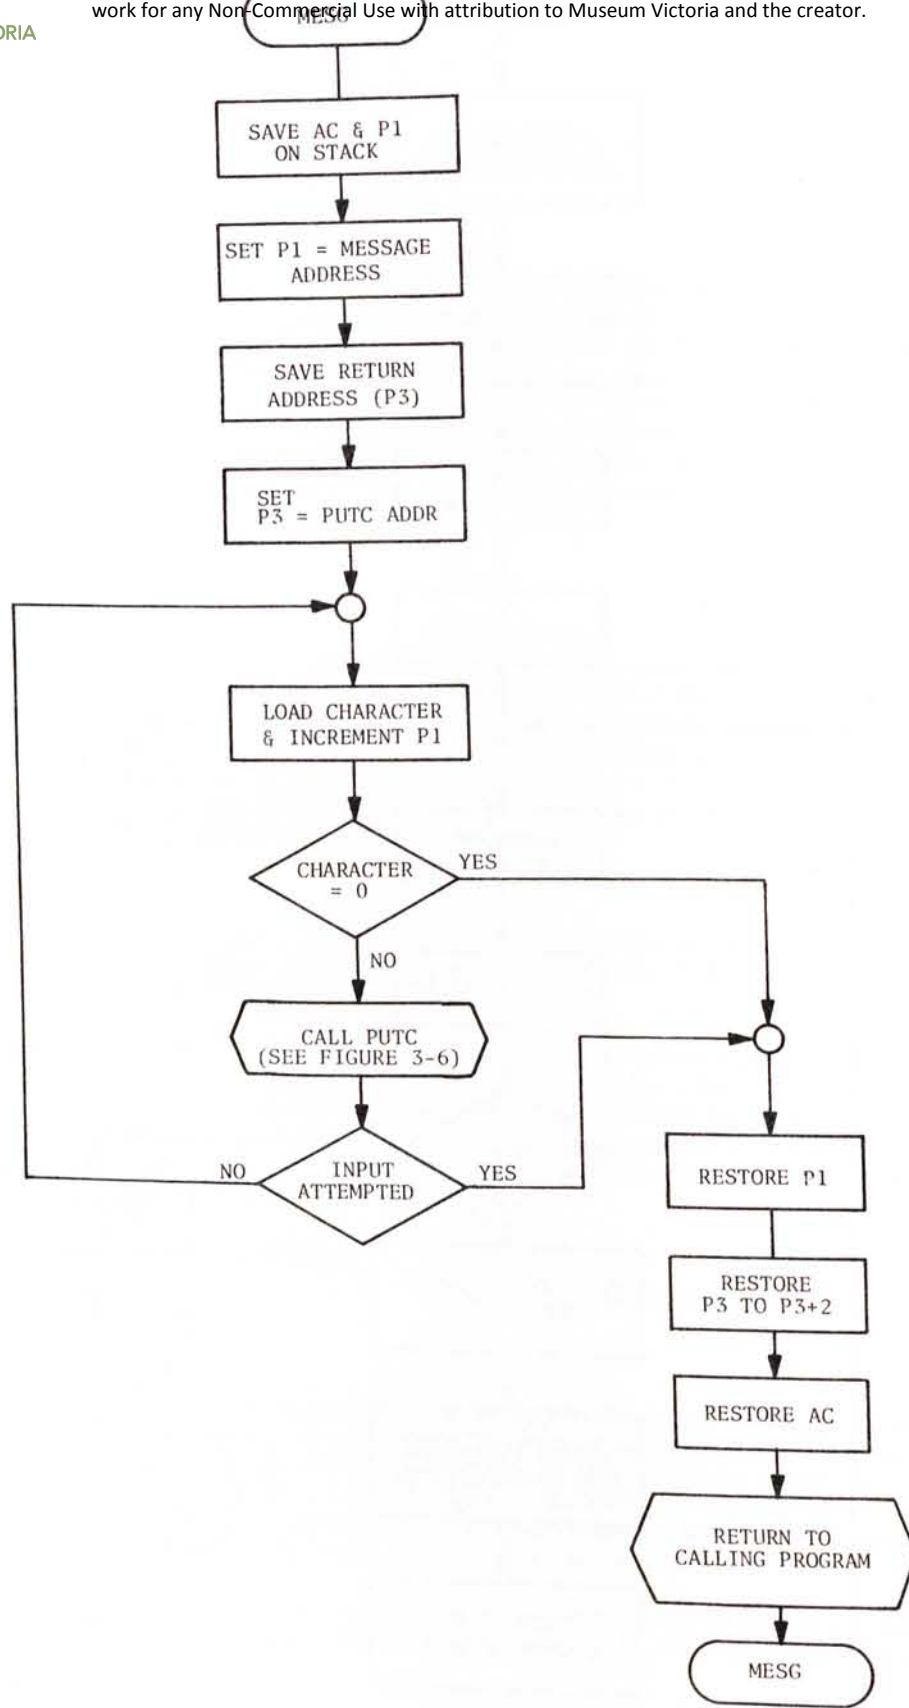 work for any Non-Commercial Use with attribution to Museum Victoria and the creator.
ORIA
MESG
SAVE AC & P1
ON STACK
SET P1 = MESSAGE
ADDRESS
SAVE RETURN
ADDRESS (P3)
SET
P3 = PUTC ADDR
LOAD CHARACTER
& INCREMENT P1
CHARACTER
= 0
YES
NO
CALL PUTC
(SEE FIGURE 3-6)
INPUT
ATTEMPTED
NO
YES
RESTORE P1
RESTORE
P3 TO P3+2
RESTORE AC
RETURN TO
CALLING PROGRAM
MESG